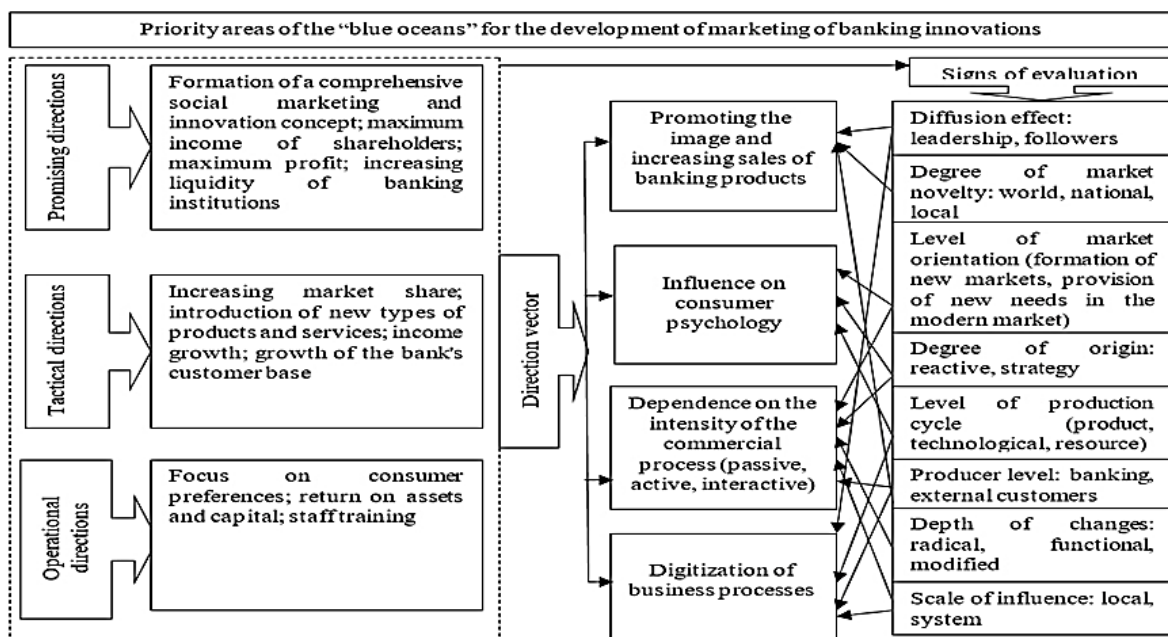 Priority areas of the “blue oceans” for the development of marketing of banking innovations
Promising directions
Formation of a comprehensive
social marketing and
innovation concept; maximum
income of shareholders;
maximum profit; increasing
liquidity of banking
institutions
Tactical directions
Increasing market share;
introduction of new types of
products and services; income
growth; growth of the bank's
customer base
Operational
directions
Focus on consumer
preferences; return on assets
and capital; staff training
Direction vector
Promoting the
image and
increasing sales of
banking products
Influence on
consumer
psychology
Dependence on the
intensity of the
commercial
process (passive,
active, interactive)
Digitization of
business processes
Signs of evaluation
Diffusion effect:
leadership, followers
Degree of market
novelty: world, national,
local
Level of market
orientation (formation of
new markets, provision
of new needs in the
modern market)
Degree of origin:
reactive, strategy
Level of production
cycle (product,
technological, resource)
Producer level: banking,
external customers
Depth of changes:
radical, functional,
modified
Scale of influence: local,
system